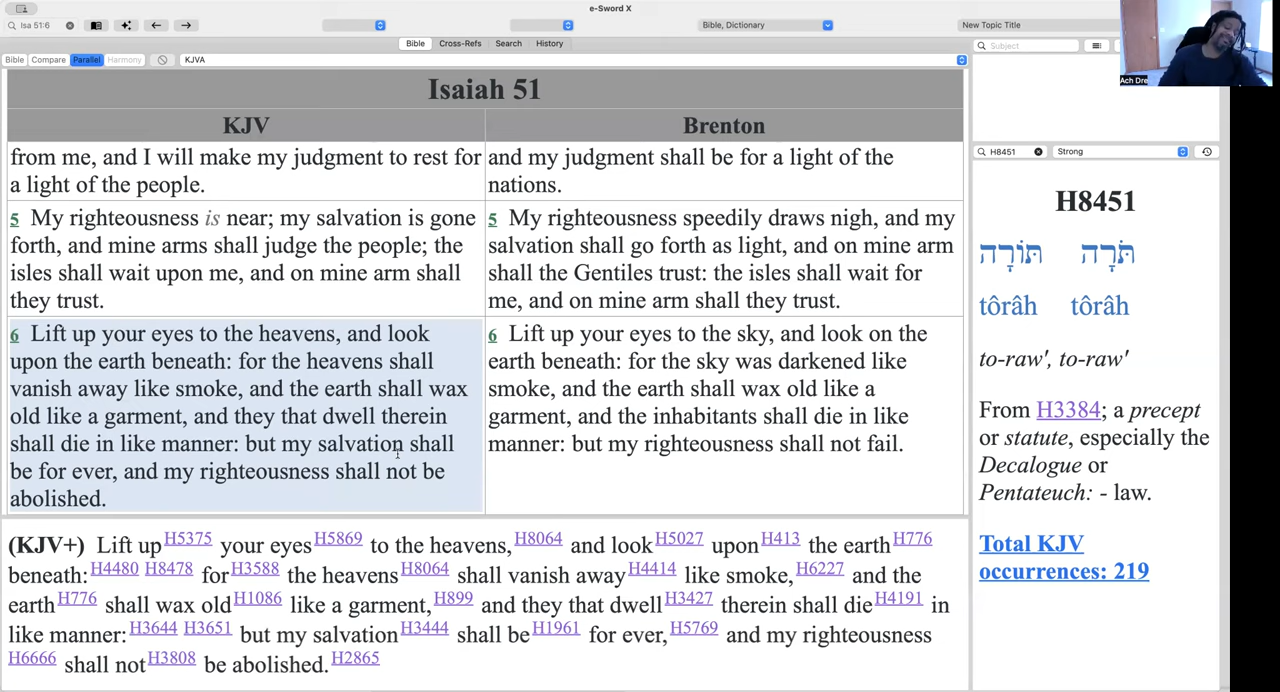 e-Sword X
Isa 51:6
Bible, Dictionary
New Topic Title
Bible Cross-Refs Search History
Subject
Bible Compare Parallel Harmony
KJVA
Ach Dre
Isaiah 51
KJV
from me, and I will make my judgment to rest for
a light of the people.
5 My righteousness is near; my salvation is gone
forth, and mine arms shall judge the people; the
isles shall wait upon me, and on mine arm shall
they trust.
6 Lift up your eyes to the heavens, and look
upon the earth beneath: for the heavens shall
vanish away like smoke, and the earth shall wax
old like a garment, and they that dwell therein
shall die in like manner: but my salvation shall
be for ever, and my righteousness shall not be
abolished.
Brenton
and my judgment shall be for a light of the
nations.
5 My righteousness speedily draws nigh, and my
salvation shall go forth as light, and on mine arm
shall the Gentiles trust: the isles shall wait for
me, and on mine arm shall they trust.
6 Lift up your eyes to the sky, and look on the
earth beneath: for the sky was darkened like
smoke, and the earth shall wax old like a
garment, and the inhabitants shall die in like
manner: but my righteousness shall not fail.
(KJV+) Lift up H5375 your eyes H5869 to the heavens, H8064 and look H5027 upon H413 the earth H776
beneath: H4480 H8478 for H3588 the heavens H8064 shall vanish away H4414 like smoke, H6227 and the
earth H776 shall wax old H1086 like a garment, H899 and they that dwell H3427 therein shall die H4191 in
like manner: H3644 H3651 but my salvation H3444 shall be H1961 for ever, H5769 and my righteousness
H6666 shall not H3808 be abolished. H2865
H8451
Strong
H8451
תּוֹרָה תֹּרָה
tôrâh tôrâh
to-raw', to-raw'
From H3384; a precept
or statute, especially the
Decalogue or
Pentateuch: - law.
Total KJV
occurrences: 219